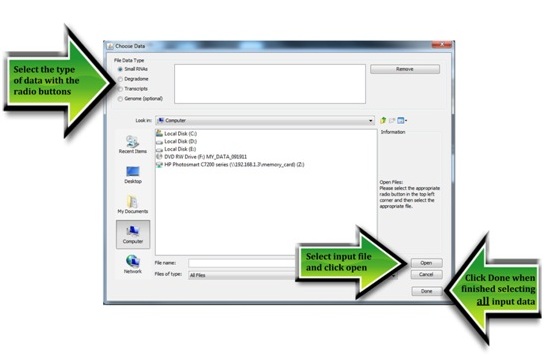 Choose Data
File Data Type
Small RNAs
Degradome
Transcripts
Genome (optional)
Remove
Select the type
of data with the
radio buttons
Look in:
Computer
Recent Items
Desktop
My Documents
Computer
Network
Local Disk (C:)
Local Disk (D:)
Local Disk (E:)
DVD RW Drive (F:) MY_DATA_091911
HP Photosmart C7200 series (\\192.168.1.3\memory_card) (Z:)
Information
Open Files:
Please select the appropriate
radio button in the top left
corner and then select the
appropriate file.
File name:
Files of type:
All Files
Select input file
and click open
Open
Cancel
Done
Click Done when
finished selecting
all input data